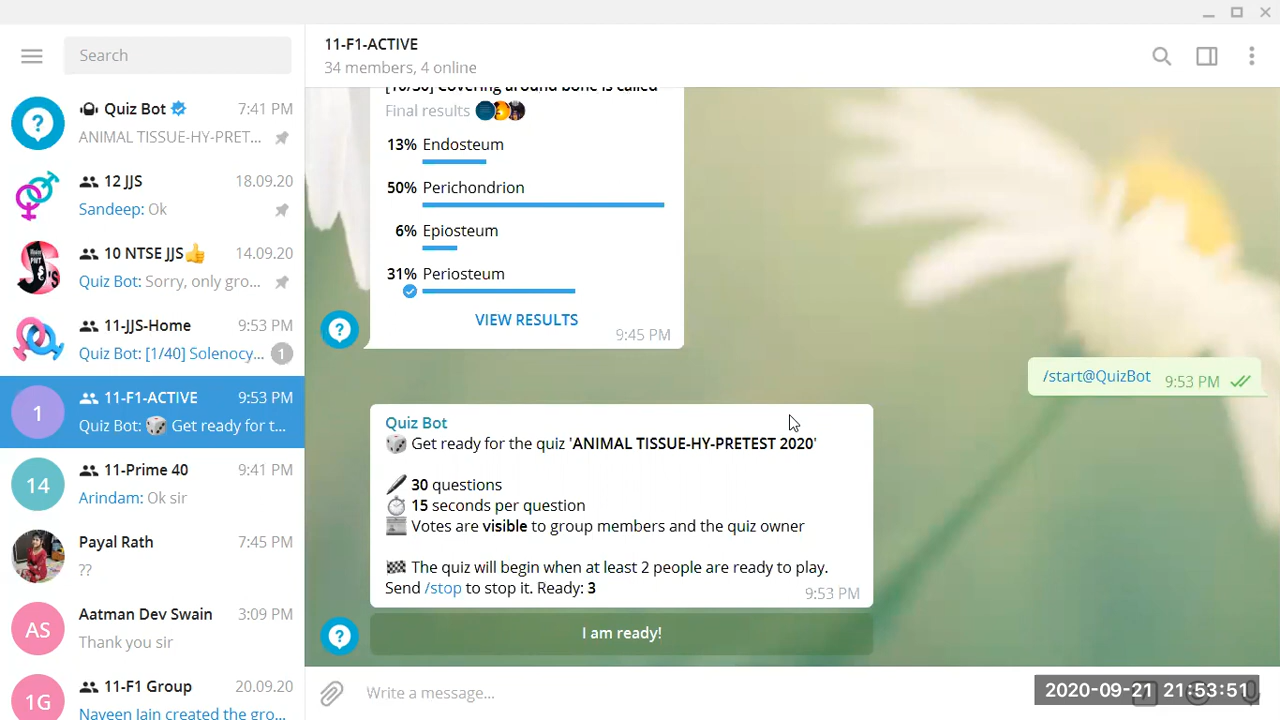 Search
Quiz Bot 7:41 PM
ANIMAL TISSUE-HY-PRET...
12 JJS 18.09.20
Sandeep: Ok
10 NTSE JJS👍 14.09.20
Quiz Bot: Sorry, only gro...
11-JJS-Home 9:53 PM
Quiz Bot: [1/40] Solenocy... 1
1 11-F1-ACTIVE 9:53 PM
Quiz Bot: 🎲 Get ready for t...
14 11-Prime 40 9:41 PM
Arindam: Ok sir
Payal Rath 7:45 PM
??
AS Aatman Dev Swain 3:09 PM
Thank you sir
1G 11-F1 Group 20.09.20
Naveen Jain created the gro...
11-F1-ACTIVE
34 members, 4 online
[10/30] Covering around bone is called
Final results
13% Endosteum
50% Perichondrion
6% Epiosteum
31% Periosteum
VIEW RESULTS
9:45 PM
/start@QuizBot 9:53 PM
Quiz Bot
🎲 Get ready for the quiz 'ANIMAL TISSUE-HY-PRETEST 2020'
🖊 30 questions
⏱ 15 seconds per question
📰 Votes are visible to group members and the quiz owner
🏁 The quiz will begin when at least 2 people are ready to play.
Send /stop to stop it. Ready: 3
9:53 PM
I am ready!
Write a message...
2020-09-21 21:53:51